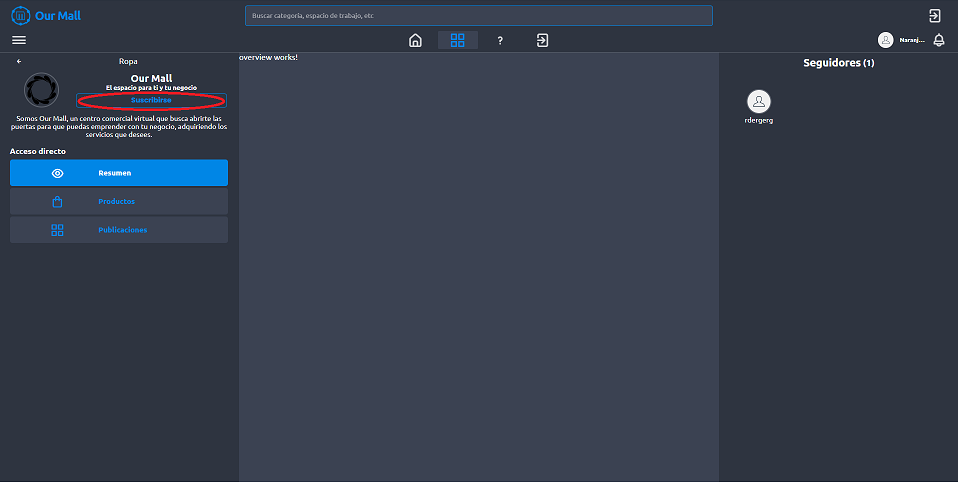 Our Mall
Buscar categoría, espacio de trabajo, etc
?
Naranj...
Ropa
Our Mall
El espacio para ti y tu negocio
Suscribirse
Somos Our Mall, un centro comercial virtual que busca abrirte las
puertas para que puedas emprender con tu negocio, adquiriendo los
servicios que desees.
Acceso directo
Resumen
Productos
Publicaciones
overview works!
Seguidores (1)
rdergerg